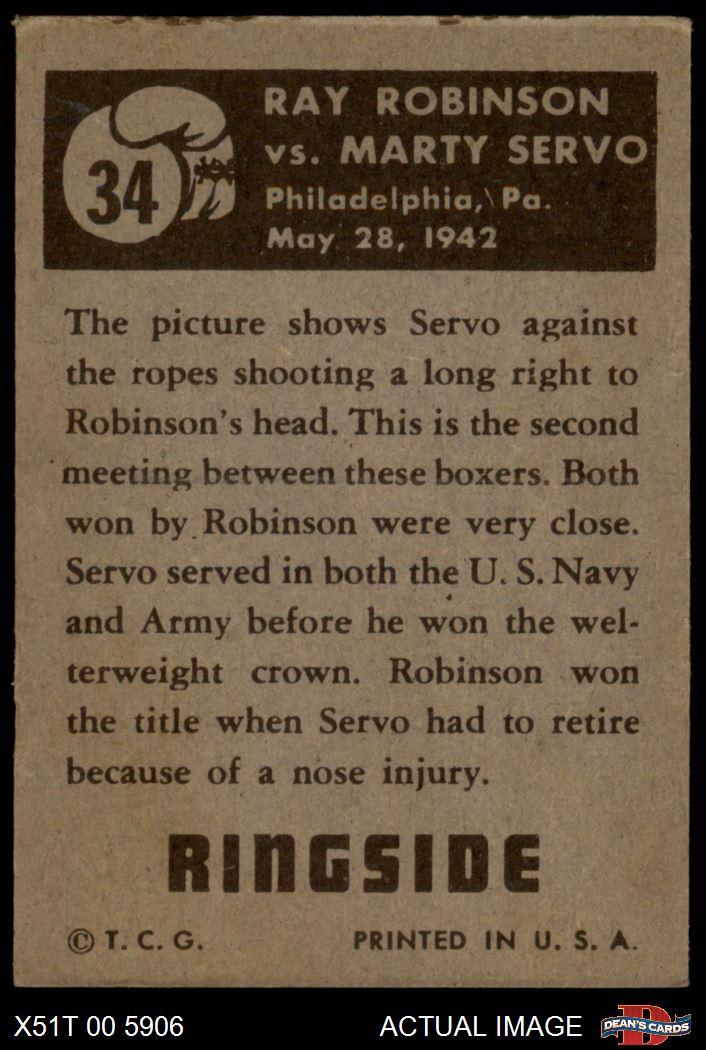 34
RAY ROBINSON
vs. MARTY SERVO
Philadelphia, Pa.
May 28, 1942
The picture shows Servo against
the ropes shooting a long right to
Robinson's head. This is the second
meeting between these boxers. Both
won by Robinson were very close.
Servo served in both the U. S. Navy
and Army before he won the wel-
terweight crown. Robinson won
the title when Servo had to retire
because of a nose injury.
RINGSIDE
© T. C. G. PRINTED IN U. S. A.
X51T 00 5906 ACTUAL IMAGE D DEAN'S CARDS